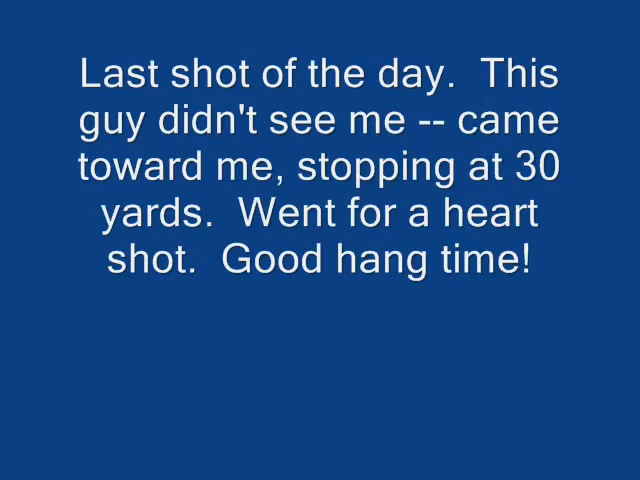 Last shot of the day.  This
guy didn't see me -- came
toward me, stopping at 30
yards.  Went for a heart
shot.  Good hang time!